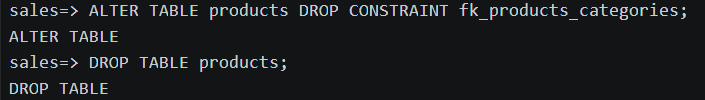 sales=> ALTER TABLE products DROP CONSTRAINT fk_products_categories;
ALTER TABLE
sales=> DROP TABLE products;
DROP TABLE